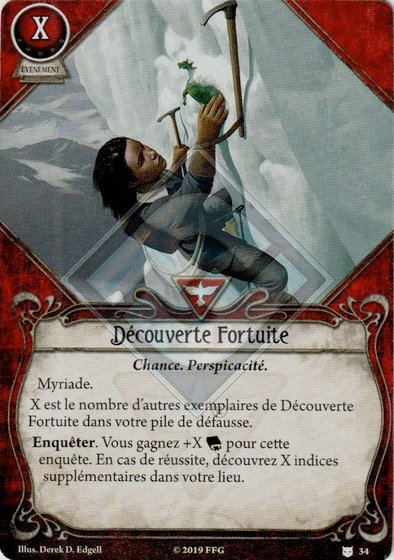 X
ÉVÉNEMENT
Découverte Fortuite
Chance. Perspicacité.
Myriade.
X est le nombre d'autres exemplaires de Découverte
Fortuite dans votre pile de défausse.
Enquêter. Vous gagnez +X pour cette
enquête. En cas de réussite, découvrez X indices
supplémentaires dans votre lieu.
Illus. Derek D. Edgell
© 2019 FFG
34